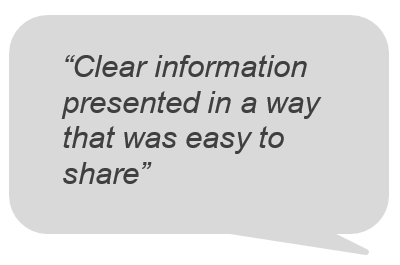 “Clear information
presented in a way
that was easy to
share”